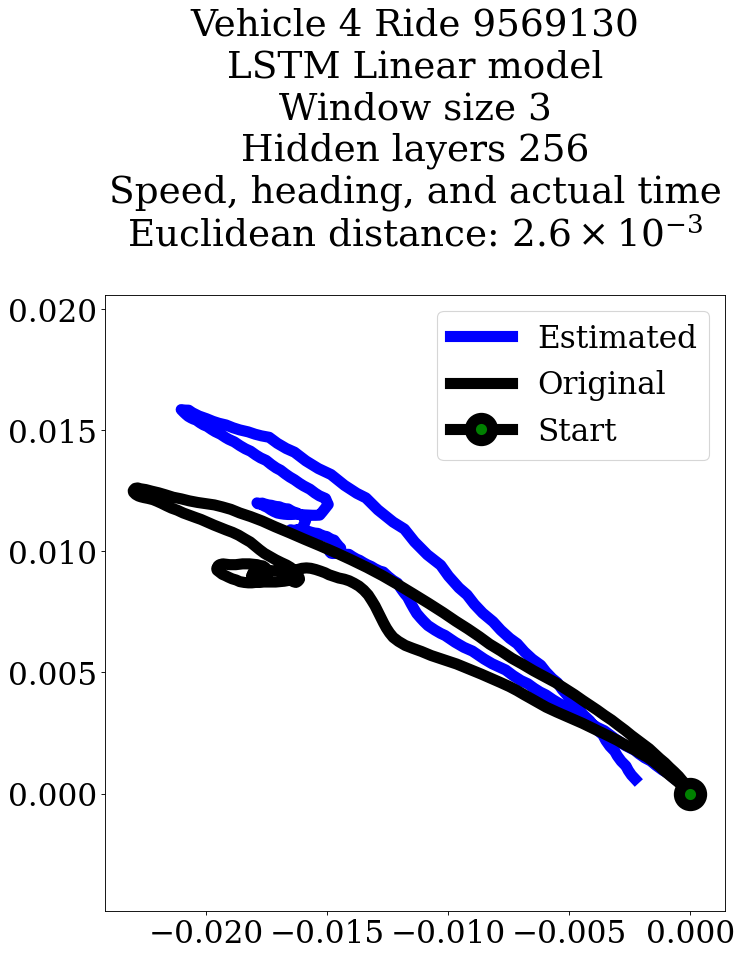 Vehicle 4 Ride 9569130
LSTM Linear model
Window size 3
Hidden layers 256
Speed, heading, and actual time
Euclidean distance: 2.6 × 10⁻³
0.020
0.015
0.010
0.005
0.000
Estimated
Original
Start
−0.020 −0.015 −0.010 −0.005 0.000